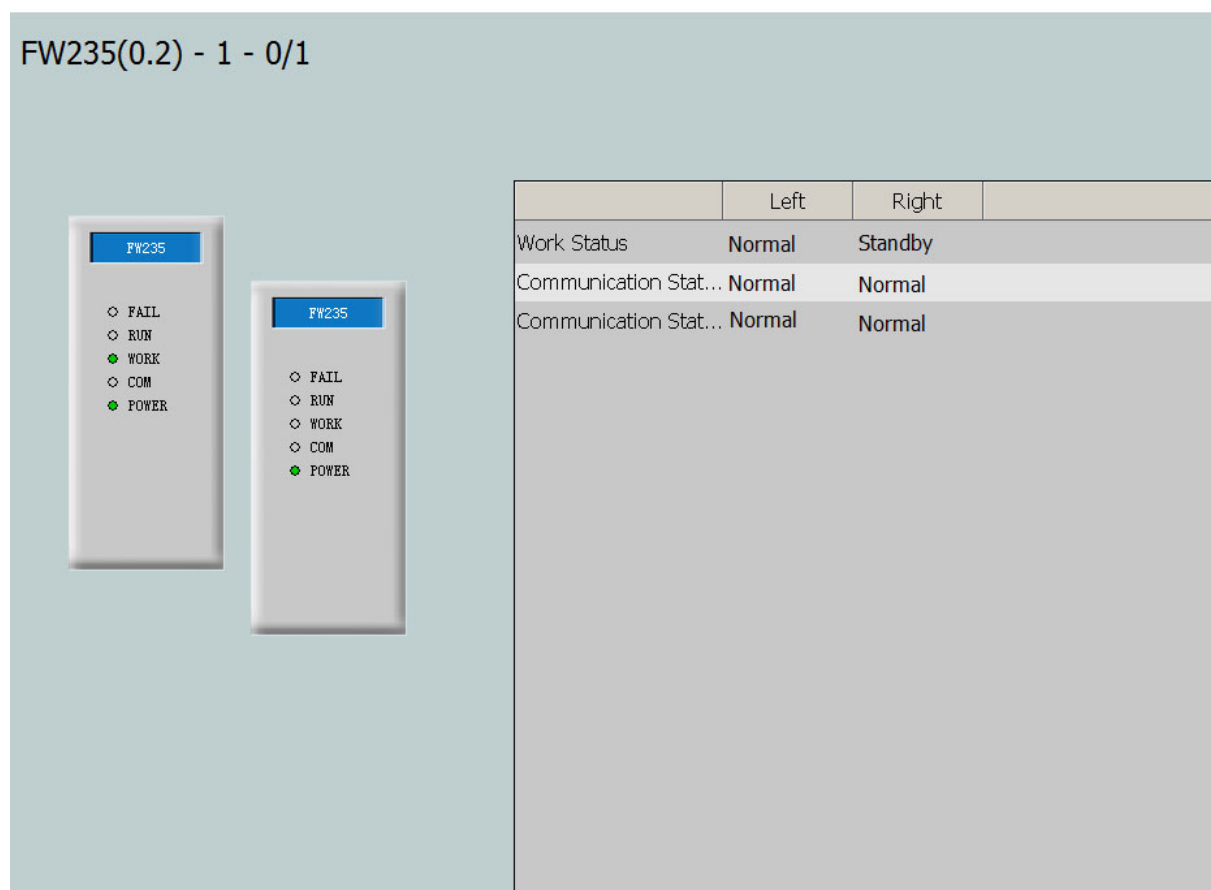 FW235(0.2) - 1 - 0/1
FW235
FAIL
RUN
WORK
COM
POWER
FW235
FAIL
RUN
WORK
COM
POWER
Left Right
Work Status Normal Standby
Communication Stat... Normal Normal
Communication Stat... Normal Normal